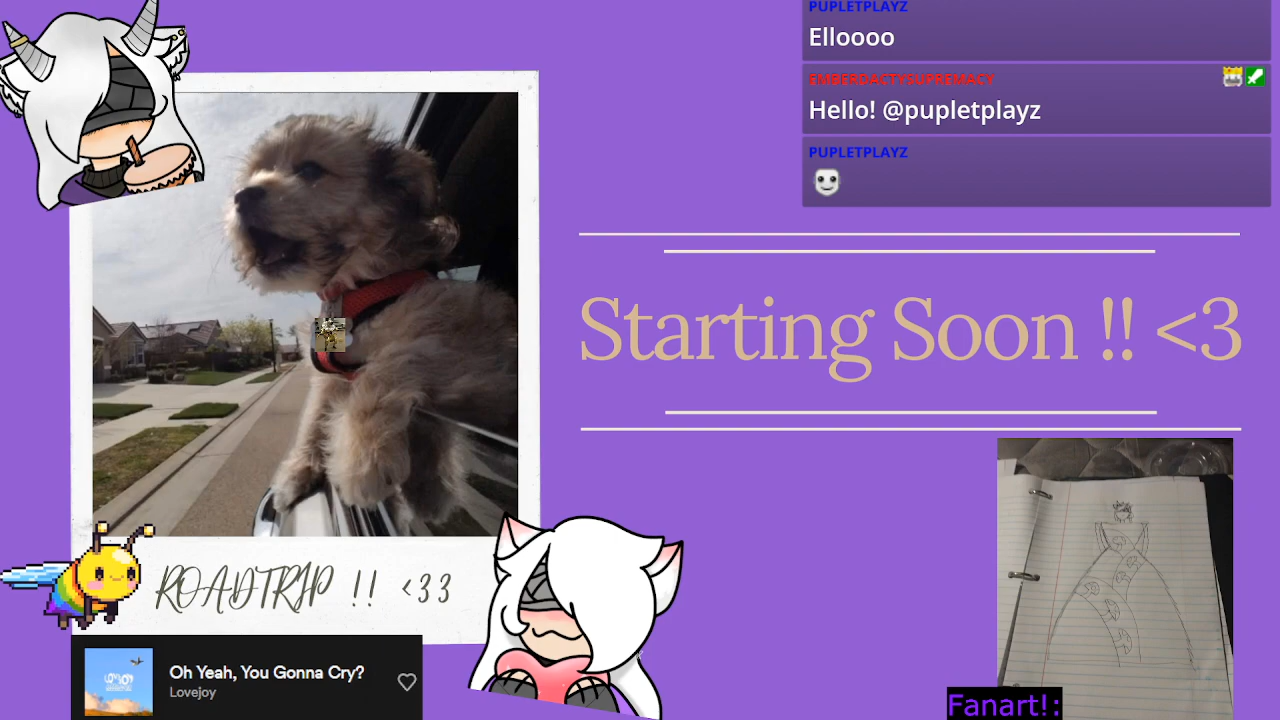 PUPLETPLAYZ
Elloooo
EMBERDACTYSUPREMACY
Hello! @pupletplayz
PUPLETPLAYZ
Starting Soon !! <3
ROADTRIP !! <33
Oh Yeah, You Gonna Cry?
Lovejoy
Fanart!: